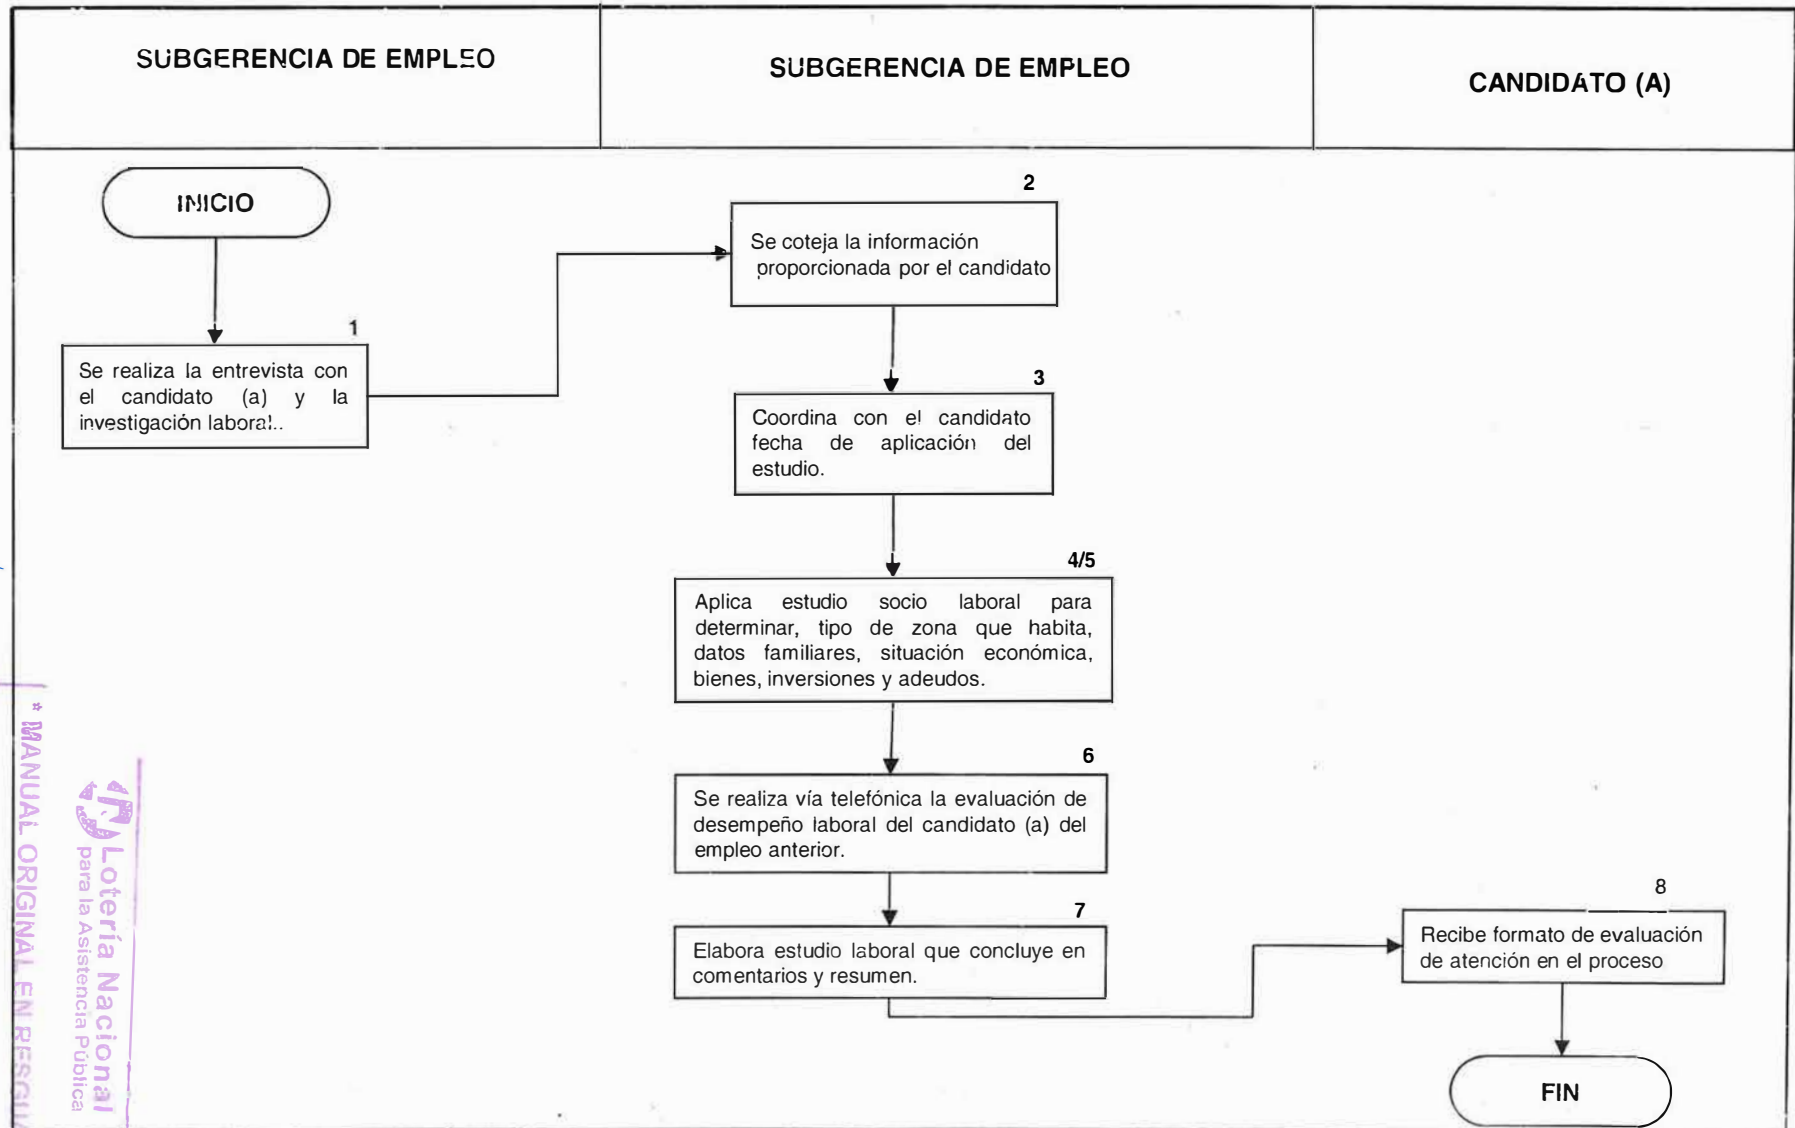 SUBGERENCIA DE EMPLEO
SUBGERENCIA DE EMPLEO
CANDIDATO (A)
INICIO
1
Se realiza la entrevista con
el candidato (a) y la
investigación laboral..
2
Se coteja la información
proporcionada por el candidato
3
Coordina con el candidato
fecha de aplicación del
estudio.
4/5
Aplica estudio socio laboral para
determinar, tipo de zona que habita,
datos familiares, situación económica,
bienes, inversiones y adeudos.
6
Se realiza vía telefónica la evaluación de
desempeño laboral del candidato (a) del
empleo anterior.
7
Elabora estudio laboral que concluye en
comentarios y resumen.
8
Recibe formato de evaluación
de atención en el proceso
FIN
Lotería Nacional
para la Asistencia Pública
* MANUAL ORIGINAL EN